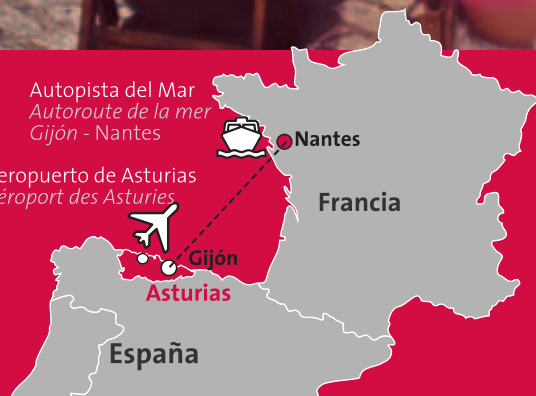 Autopista del Mar
Autoroute de la mer
Gijón - Nantes
Nantes
eropuerto de Asturias
éroport des Asturies
Francia
Gijón
Asturias
España